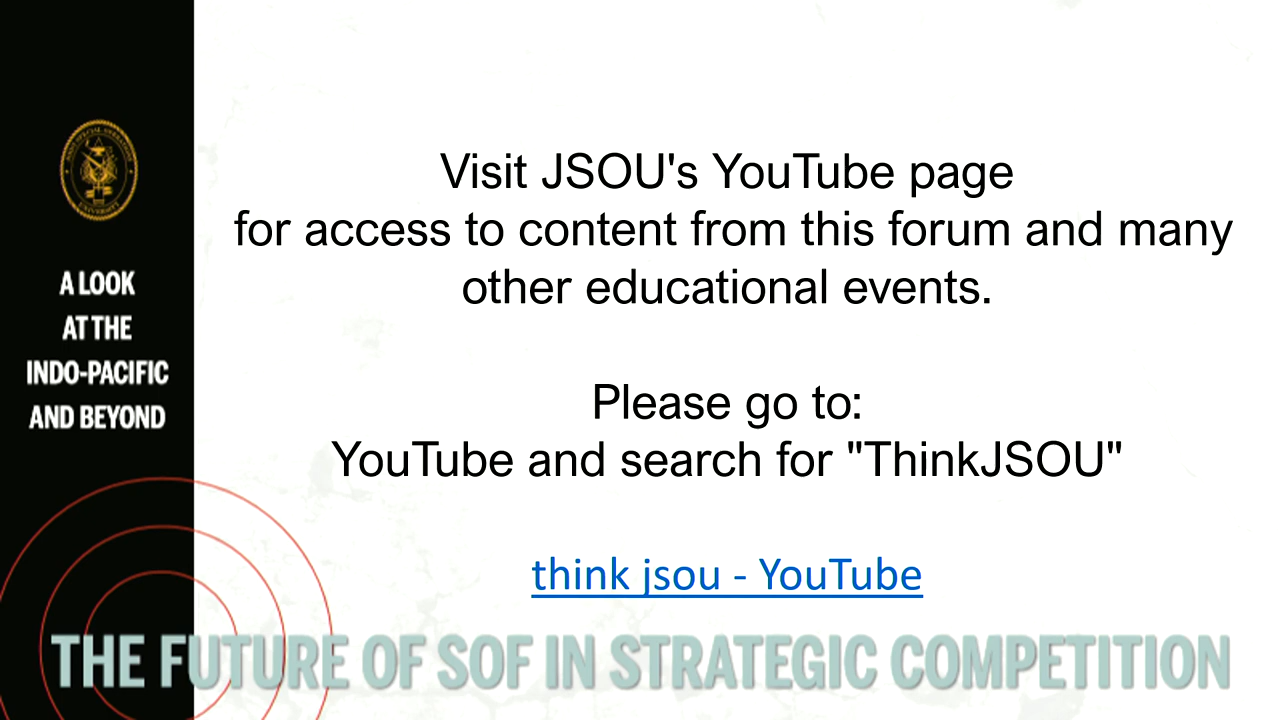 A LOOK
AT THE
INDO-PACIFIC
AND BEYOND
Visit JSOU's YouTube page
for access to content from this forum and many
other educational events.
Please go to:
YouTube and search for "ThinkJSOU"
think jsou - YouTube
THE FUTURE OF SOF IN STRATEGIC COMPETITION